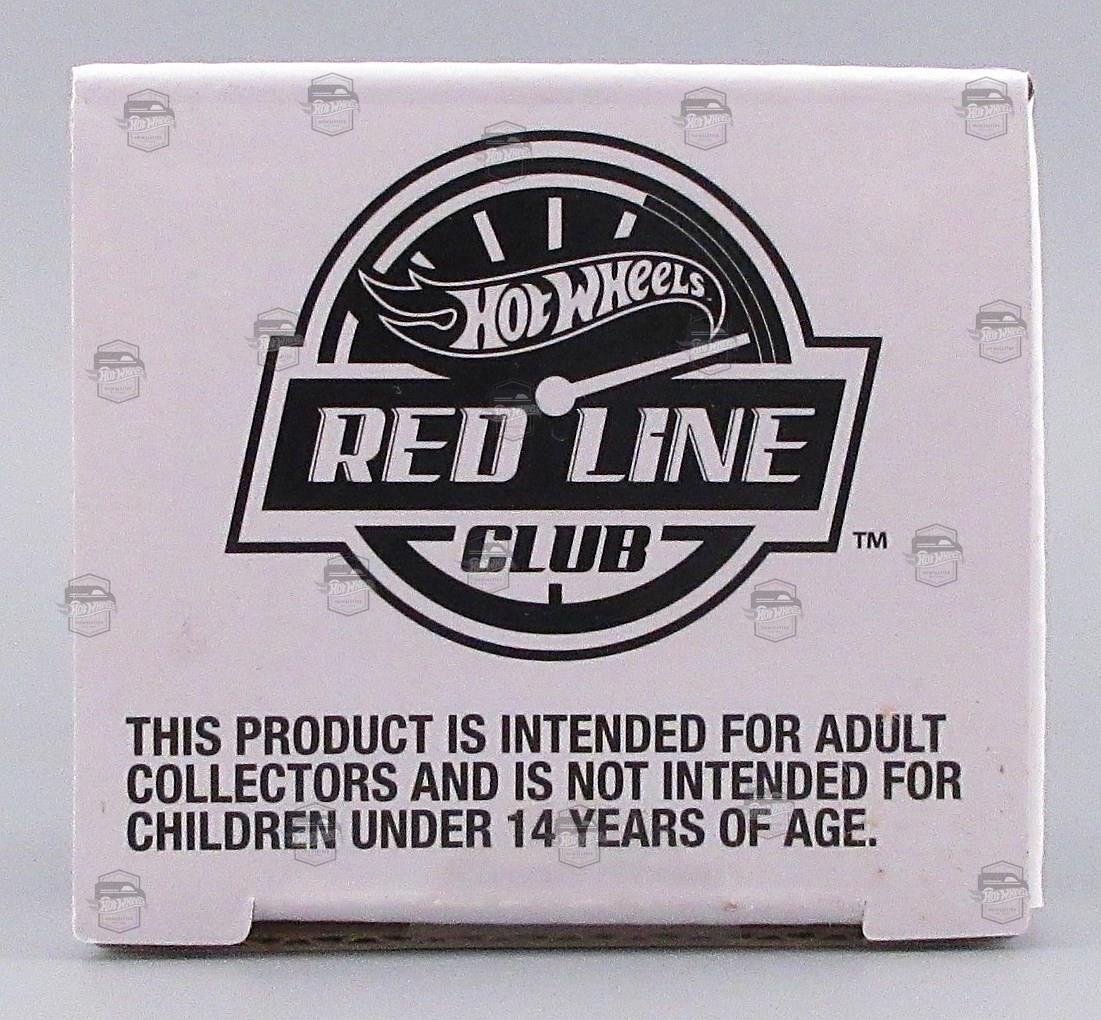 HOT WHEELS
RED LINE
CLUB
TM
THIS PRODUCT IS INTENDED FOR ADULT
COLLECTORS AND IS NOT INTENDED FOR
CHILDREN UNDER 14 YEARS OF AGE.